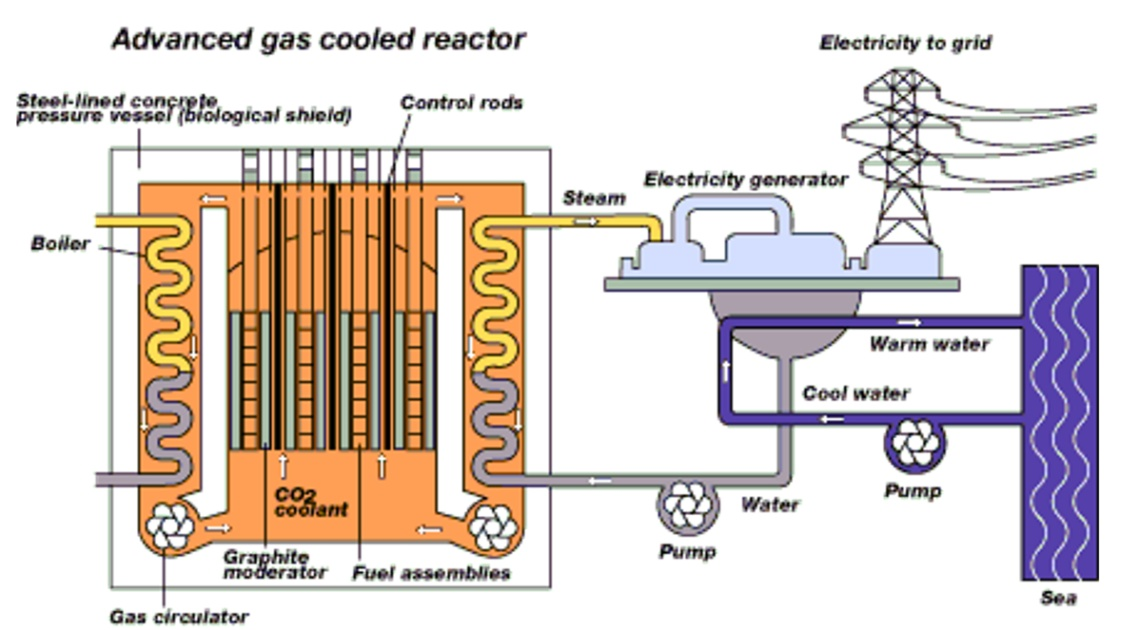 Advanced gas cooled reactor
Electricity to grid
Steel-lined concrete
pressure vessel (biological shield)
Control rods
Electricity generator
Steam
Boiler
Warm water
Cool water
CO2
coolant
Water
Pump
Pump
Graphite
moderator
Fuel assemblies
Sea
Gas circulator